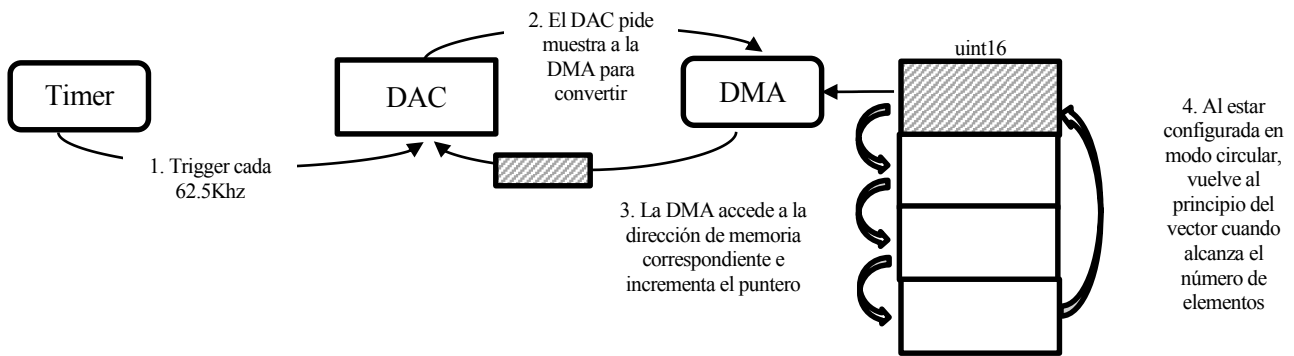 2. El DAC pide
muestra a la
DMA para
convertir
uint16
Timer
DAC
DMA
1. Trigger cada
62.5Khz
3. La DMA accede a la
dirección de memoria
correspondiente e
incrementa el puntero
4. Al estar
configurada en
modo circular,
vuelve al
principio del
vector cuando
alcanza el
número de
elementos